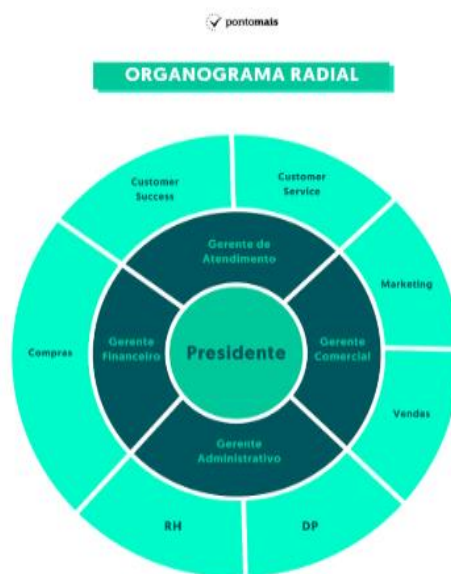 pontomais
ORGANOGRAMA RADIAL
Customer
Success
Customer
Service
Gerente de
Atendimento
Marketing
Compras
Gerente
Financeiro
Presidente
Gerente
Comercial
Vendas
Gerente
Administrativo
RH
DP